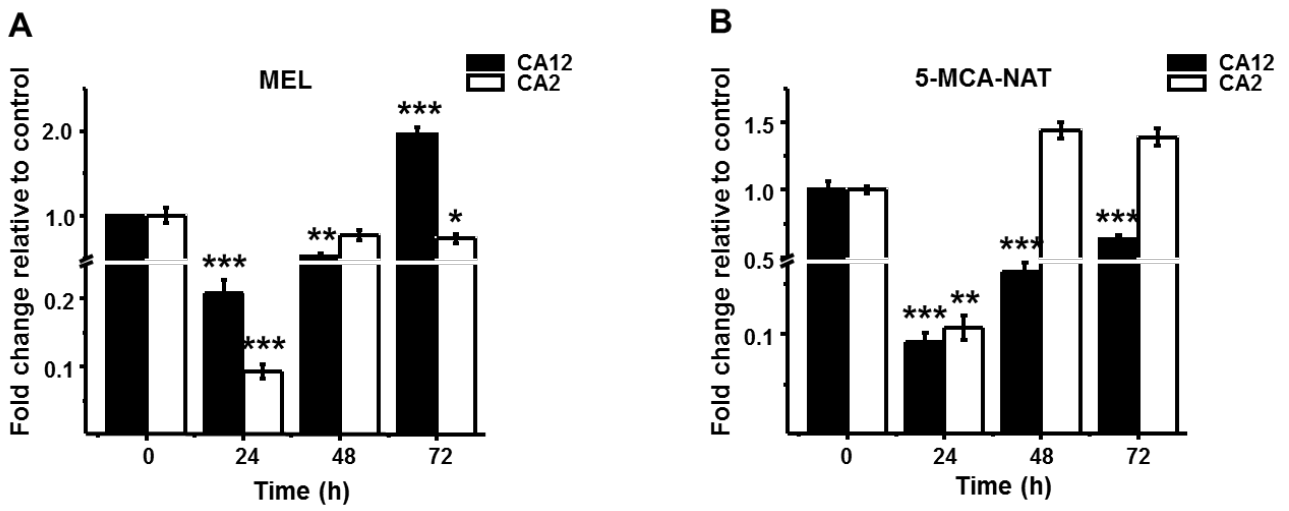 A
MEL
CA12
CA2
Fold change relative to control
2.0
1.0
0.2
0.1
***
***
**
***
*
0
24
48
72
Time (h)
B
5-MCA-NAT
CA12
CA2
Fold change relative to control
1.5
1.0
0.5
0.1
***
**
***
***
0
24
48
72
Time (h)